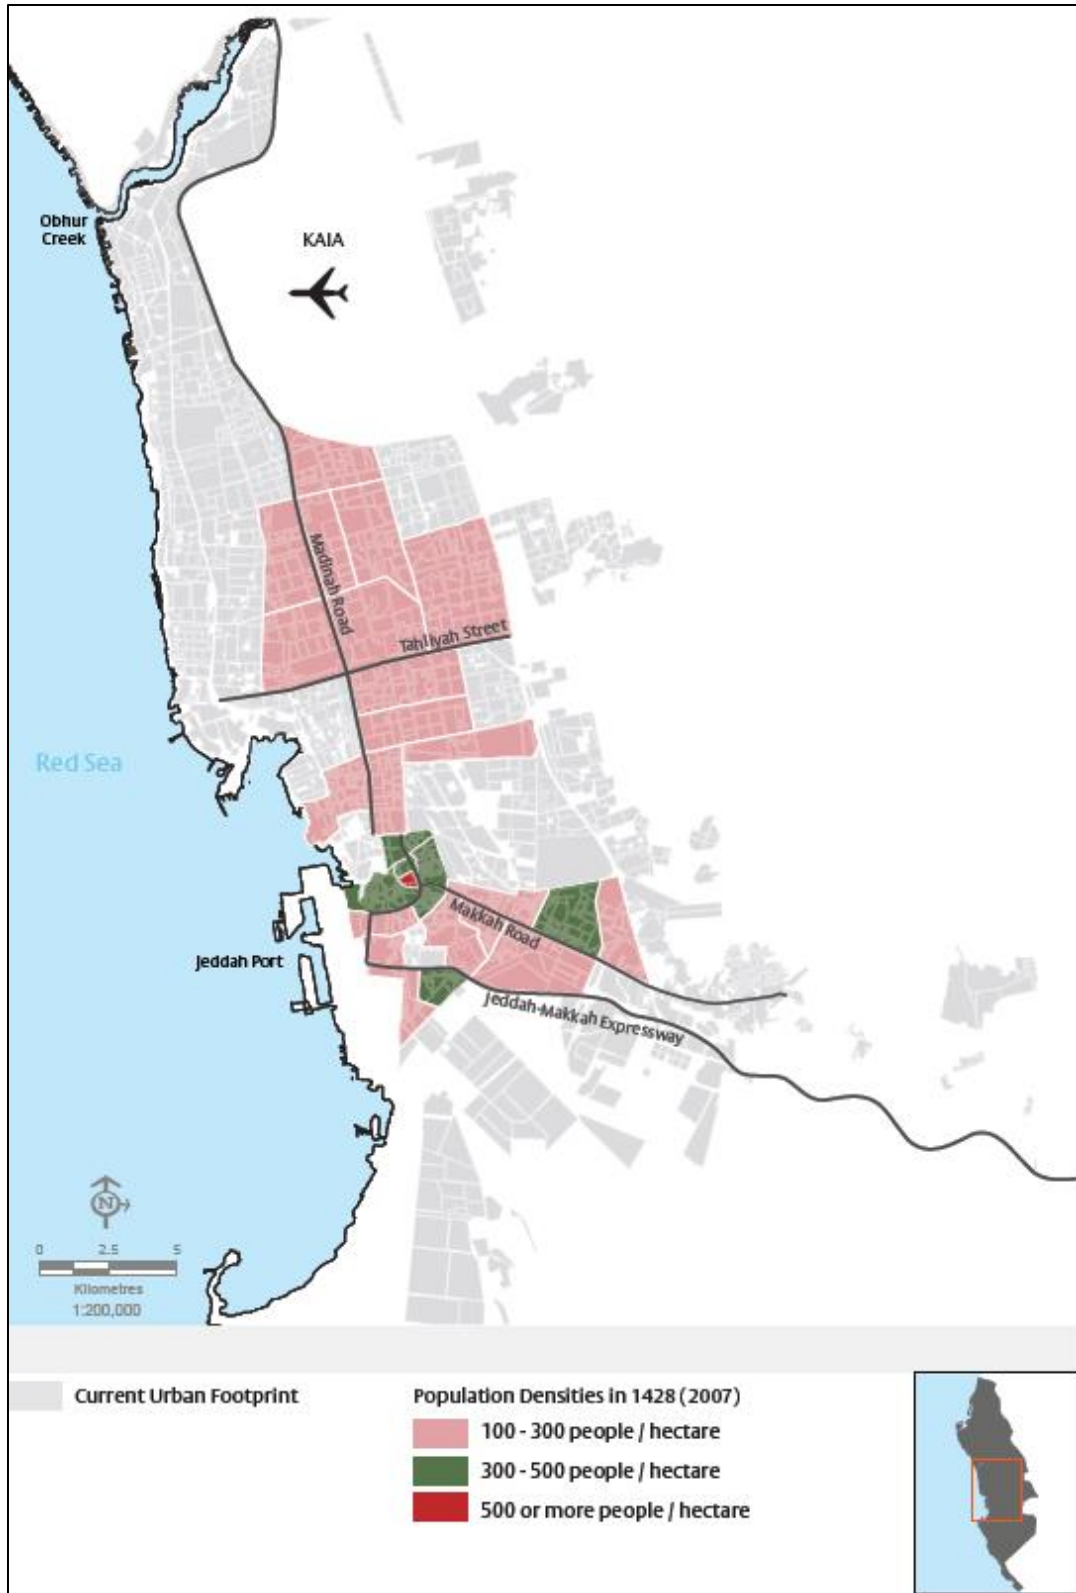 Obhur
Creek
KAIA
Madinah Road
Tahliyah Street
Red Sea
Makkah Road
Jeddah Port
Jeddah-Makkah Expressway
N
0 2.5 5
Kilometres
1:200,000
Current Urban Footprint
Population Densities in 1428 (2007)
100 - 300 people / hectare
300 - 500 people / hectare
500 or more people / hectare